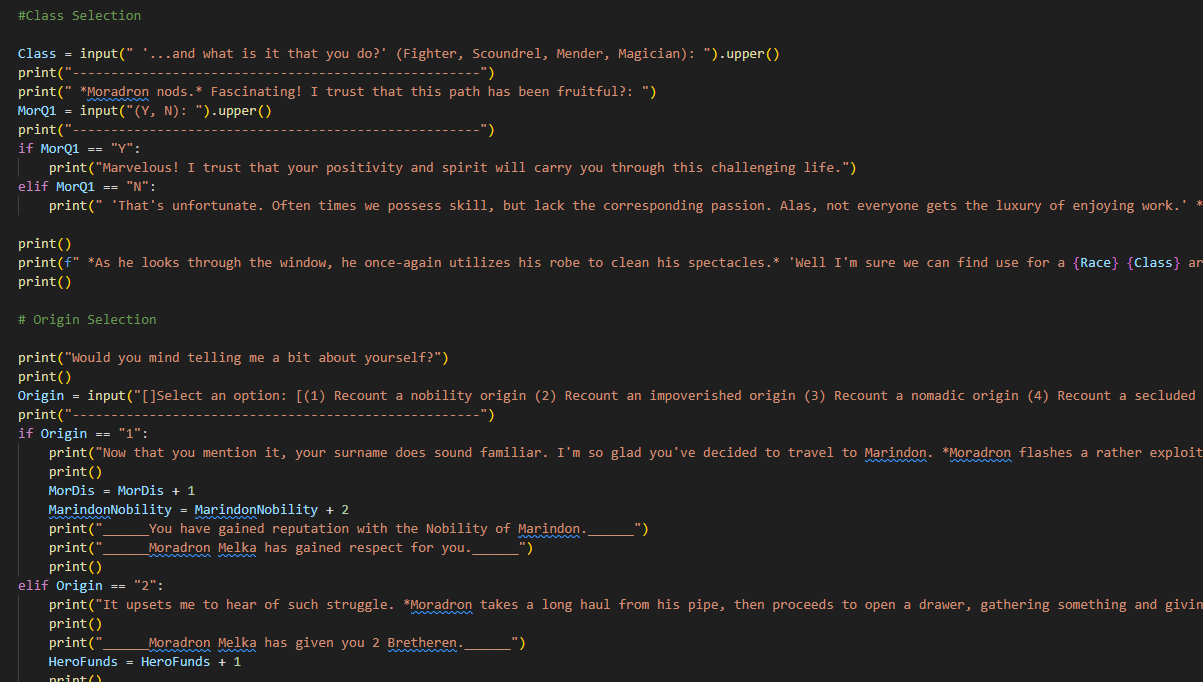 #Class Selection
Class = input(" '...and what is it that you do?' (Fighter, Scoundrel, Mender, Magician): ").upper()
print("-----------------------------------------------------")
print(" *Moradron nods.* Fascinating! I trust that this path has been fruitful?: ")
MorQ1 = input("(Y, N): ").upper()
print("-----------------------------------------------------")
if MorQ1 == "Y":
    print("Marvelous! I trust that your positivity and spirit will carry you through this challenging life.")
elif MorQ1 == "N":
    print(" 'That's unfortunate. Often times we possess skill, but lack the corresponding passion. Alas, not everyone gets the luxury of enjoying work.' *
print()
print(f" *As he looks through the window, he once-again utilizes his robe to clean his spectacles.* 'Well I'm sure we can find use for a {Race} {Class} ar
print()
# Origin Selection
print("Would you mind telling me a bit about yourself?")
print()
Origin = input("[]Select an option: [(1) Recount a nobility origin (2) Recount an impoverished origin (3) Recount a nomadic origin (4) Recount a secluded
print("-----------------------------------------------------")
if Origin == "1":
    print("Now that you mention it, your surname does sound familiar. I'm so glad you've decided to travel to Marindon. *Moradron flashes a rather exploit
    print()
    MorDis = MorDis + 1
    MarindonNobility = MarindonNobility + 2
    print("______You have gained reputation with the Nobility of Marindon.______")
    print("______Moradron Melka has gained respect for you.______")
    print()
elif Origin == "2":
    print("It upsets me to hear of such struggle. *Moradron takes a long haul from his pipe, then proceeds to open a drawer, gathering something and givin
    print()
    print("______Moradron Melka has given you 2 Bretheren.______")
    HeroFunds = HeroFunds + 1
    print()